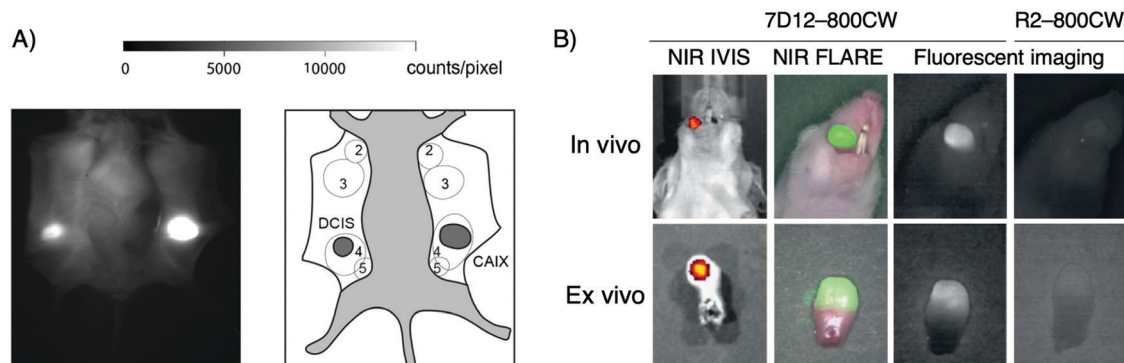 A)
0 5000 10000 counts/pixel
2 2
3 3
DCIS
4 4
CAIX
5 5
B)
7D12–800CW R2–800CW
NIR IVIS NIR FLARE Fluorescent imaging
In vivo
Ex vivo